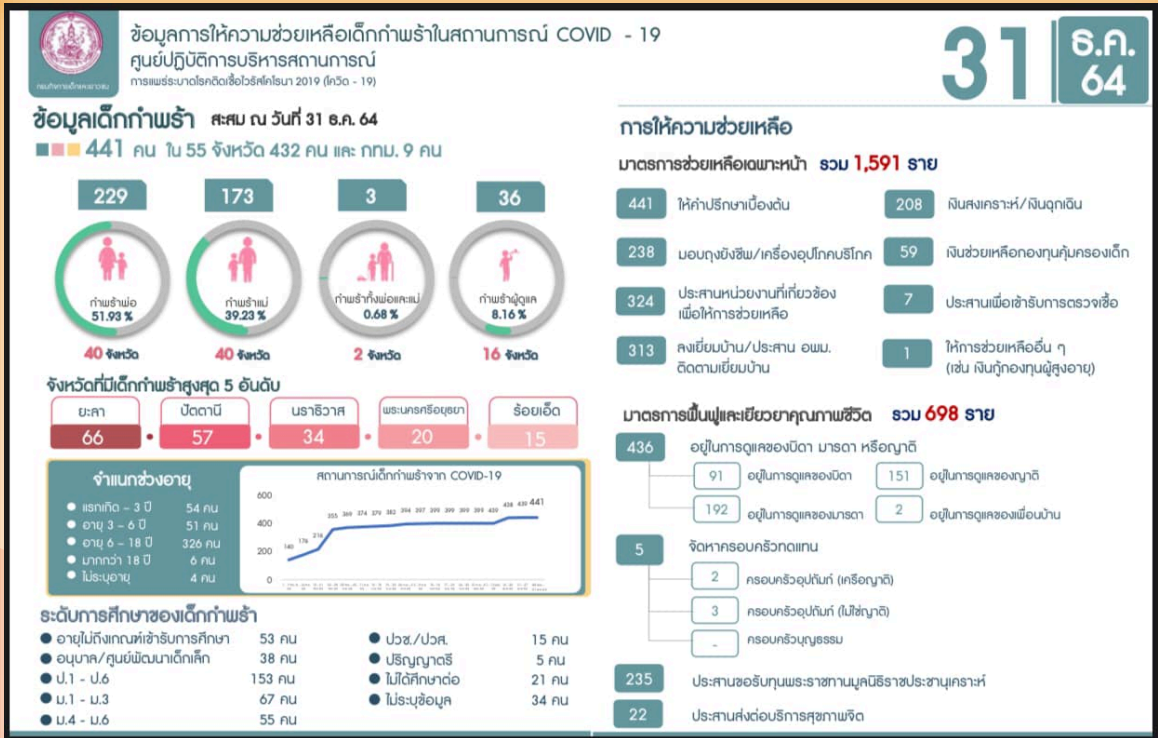 ข้อมูลการให้ความช่วยเหลือเด็กกำพร้าในสถานการณ์ COVID - 19
ศูนย์ปฏิบัติการบริหารสถานการณ์
การแพร่ระบาดโรคติดเชื้อไวรัสโคโรนา 2019 (โควิด - 19)
กรมกิจการเด็กและเยาวชน
31 ธ.ค. 64
ข้อมูลเด็กกำพร้า สะสม ณ วันที่ 31 ธ.ค. 64
441 คน ใน 55 จังหวัด 432 คน และ กทม. 9 คน
229 173 3 36
กำพร้าพ่อ กำพร้าแม่ กำพร้าทั้งพ่อและแม่ กำพร้าผู้ดูแล
51.93 % 39.23 % 0.68 % 8.16 %
40 จังหวัด 40 จังหวัด 2 จังหวัด 16 จังหวัด
จังหวัดที่มีเด็กกำพร้าสูงสุด 5 อันดับ
ยะลา ปัตตานี นราธิวาส พระนครศรีอยุธยา ร้อยเอ็ด
66 57 34 20 15
จำแนกช่วงอายุ
แรกเกิด - 3 ปี 54 คน
อายุ 3 - 6 ปี 51 คน
อายุ 6 - 18 ปี 326 คน
มากกว่า 18 ปี 6 คน
ไม่ระบุอายุ 4 คน
สถานการณ์เด็กกำพร้าจาก COVID-19
600
400
200
0
140 176 216 355 369 374 379 382 394 397 399 399 399 399 439 438 439 441
ระดับการศึกษาของเด็กกำพร้า
อายุไม่ถึงเกณฑ์เข้ารับการศึกษา 53 คน
อนุบาล/ศูนย์พัฒนาเด็กเล็ก 38 คน
ป.1 - ป.6 153 คน
ม.1 - ม.3 67 คน
ม.4 - ม.6 55 คน
ปวช./ปวส. 15 คน
ปริญญาตรี 5 คน
ไม่ได้ศึกษาต่อ 21 คน
ไม่ระบุข้อมูล 34 คน
การให้ความช่วยเหลือ
มาตรการช่วยเหลือเฉพาะหน้า รวม 1,591 ราย
441 ให้คำปรึกษาเบื้องต้น
208 เงินสงเคราะห์/เงินฉุกเฉิน
238 มอบถุงยังชีพ/เครื่องอุปโภคบริโภค
59 เงินช่วยเหลือกองทุนคุ้มครองเด็ก
324 ประสานหน่วยงานที่เกี่ยวข้อง
เพื่อให้การช่วยเหลือ
7 ประสานเพื่อเข้ารับการตรวจเชื้อ
313 ลงเยี่ยมบ้าน/ประสาน อพม.
ติดตามเยี่ยมบ้าน
1 ให้การช่วยเหลืออื่น ๆ
(เช่น เงินกู้กองทุนผู้สูงอายุ)
มาตรการฟื้นฟูและเยียวยาคุณภาพชีวิต รวม 698 ราย
436 อยู่ในการดูแลของบิดา มารดา หรือญาติ
91 อยู่ในการดูแลของบิดา
151 อยู่ในการดูแลของญาติ
192 อยู่ในการดูแลของมารดา
2 อยู่ในการดูแลของเพื่อนบ้าน
5 จัดหาครอบครัวทดแทน
2 ครอบครัวอุปถัมภ์ (เครือญาติ)
3 ครอบครัวอุปถัมภ์ (ไม่ใช่ญาติ)
- ครอบครัวบุญธรรม
235 ประสานขอรับทุนพระราชทานมูลนิธิราชประชานุเคราะห์
22 ประสานส่งต่อบริการสุขภาพจิต